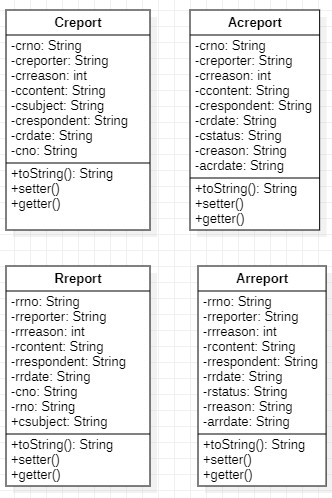 Creport
-crno: String
-creporter: String
-crreason: int
-ccontent: String
-csubject: String
-crespondent: String
-crdate: String
-cno: String
+toString(): String
+setter()
+getter()
Acreport
-crno: String
-creporter: String
-crreason: int
-ccontent: String
-crespondent: String
-crdate: String
-cstatus: String
-creason: String
-acrdate: String
+toString(): String
+setter()
+getter()
Rreport
-rrno: String
-rreporter: String
-rrreason: int
-rcontent: String
-rrespondent: String
-rrdate: String
-cno: String
-rno: String
+csubject: String
+toString(): String
+setter()
+getter()
Arreport
-rrno: String
-rreporter: String
-rrreason: int
-rcontent: String
-rrespondent: String
-rrdate: String
-rstatus: String
-rreason: String
-arrdate: String
+toString(): String
+setter()
+getter()